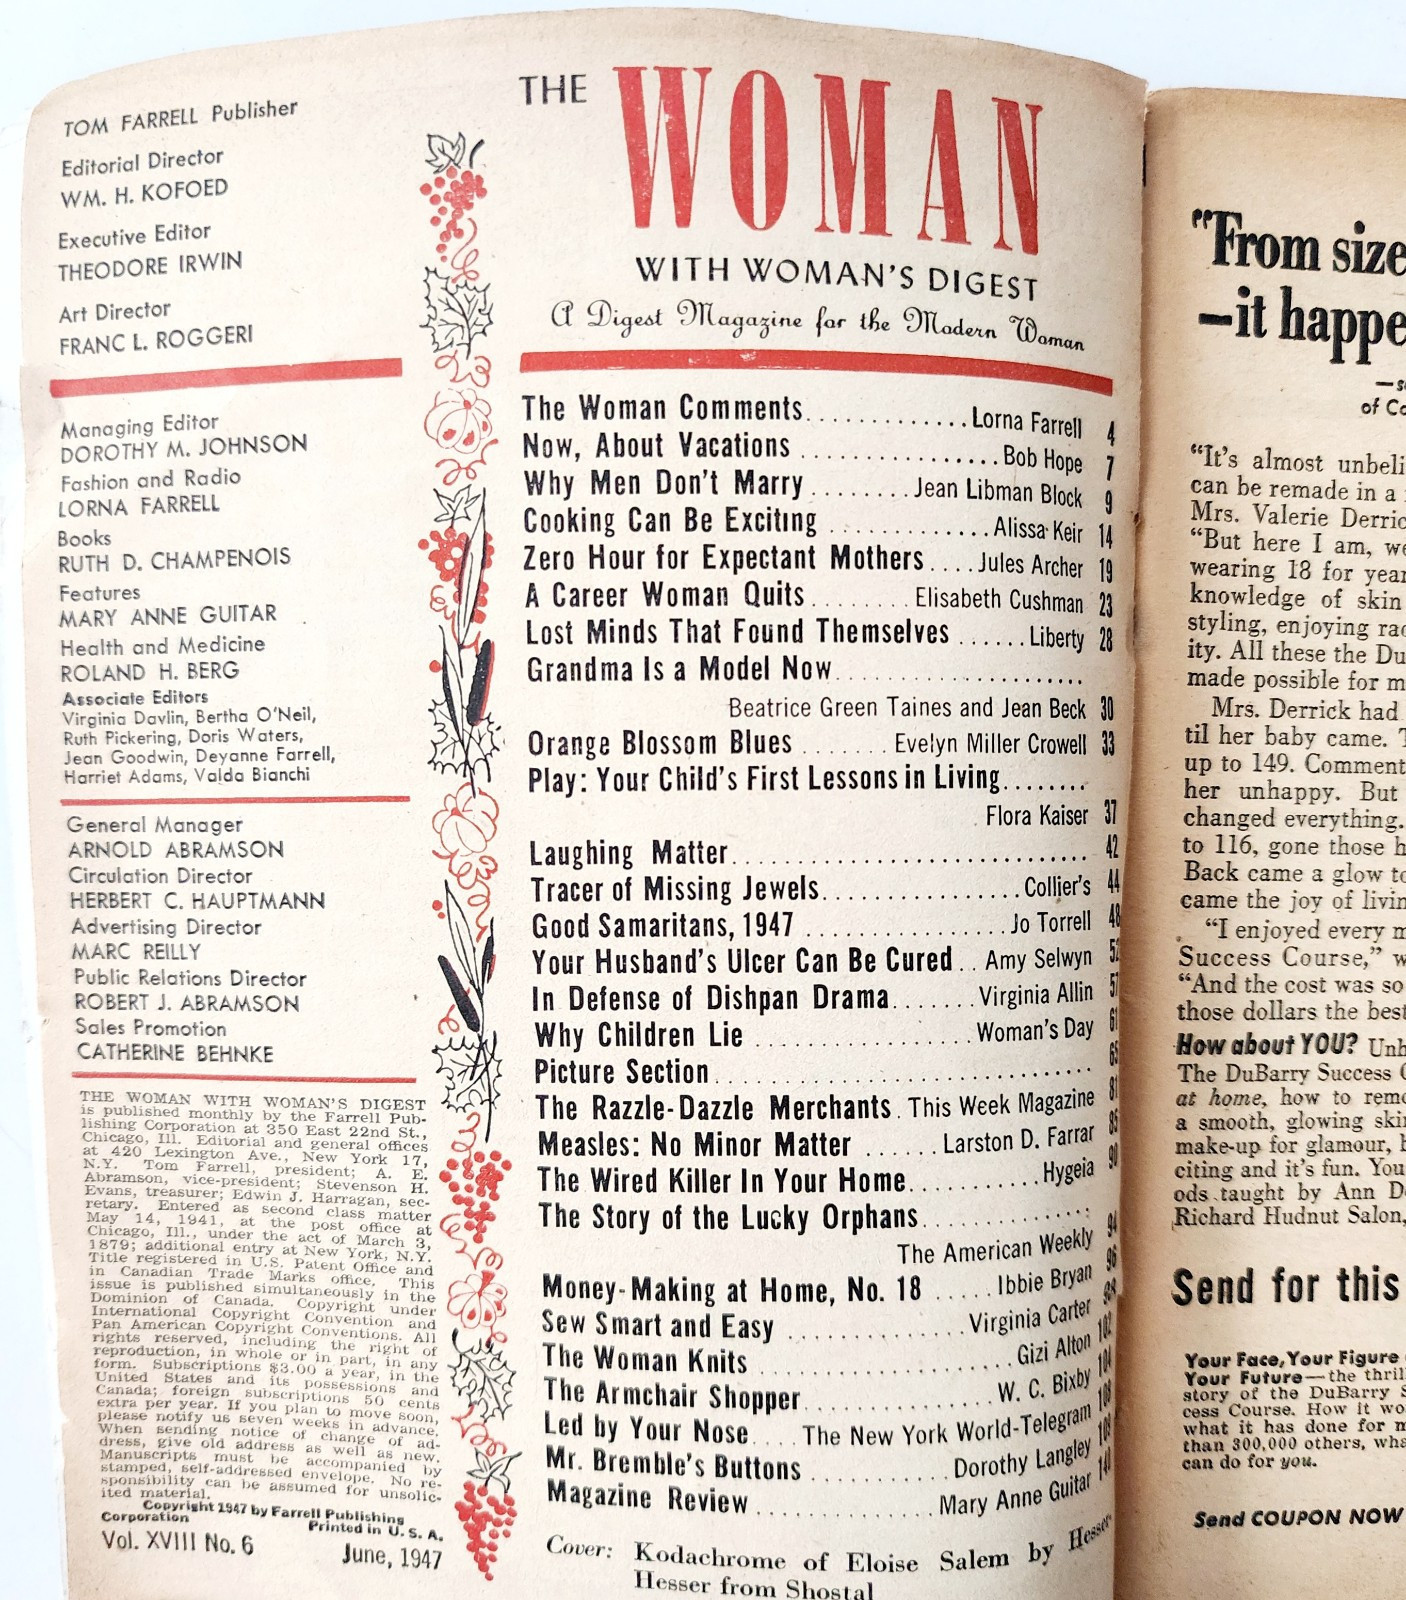 TOM FARRELL Publisher
Editorial Director
WM. H. KOFOED
Executive Editor
THEODORE IRWIN
Art Director
FRANC L. ROGGERI
Managing Editor
DOROTHY M. JOHNSON
Fashion and Radio
LORNA FARRELL
Books
RUTH D. CHAMPENOIS
Features
MARY ANNE GUITAR
Health and Medicine
ROLAND H. BERG
Associate Editors
Virginia Davlin, Bertha O'Neil,
Ruth Pickering, Doris Waters,
Jean Goodwin, Deyanne Farrell,
Harriet Adams, Valda Bianchi
General Manager
ARNOLD ABRAMSON
Circulation Director
HERBERT C. HAUPTMANN
Advertising Director
MARC REILLY
Public Relations Director
ROBERT J. ABRAMSON
Sales Promotion
CATHERINE BEHNKE
THE WOMAN WITH WOMAN'S DIGEST
is published monthly by the Farrell Pub-
lishing Corporation at 350 East 22nd St.,
Chicago, Ill. Editorial and general offices
at 420 Lexington Ave., New York 17,
N.Y. Tom Farrell, president; A. E.
Abramson, vice-president; Stevenson H.
Evans, treasurer; Edwin J. Harragan, sec-
retary. Entered as second class matter
May 14, 1941, at the post office at
Chicago, Ill., under the act of March 3,
1879; additional entry at New York, N.Y.
Title registered in U.S. Patent Office and
in Canadian Trade Marks office. This
issue is published simultaneously in the
Dominion of Canada. Copyright under
International Copyright Convention and
Pan American Copyright Conventions. All
rights reserved, including the right of
reproduction, in whole or in part, in any
form. Subscriptions $3.00 a year, in the
United States and its possessions and
Canada; foreign subscriptions 50 cents
extra per year. If you plan to move soon,
please notify us seven weeks in advance.
When sending notice of change of ad-
dress, give old address as well as new.
Manuscripts must be accompanied by
stamped, self-addressed envelope. No re-
sponsibility can be assumed for unsolic-
ited material.
Copyright 1947 by Farrell Publishing
Corporation Printed in U. S. A.
Vol. XVIII No. 6 June, 1947
THE WOMAN
WITH WOMAN'S DIGEST
A Digest Magazine for the Modern Woman
The Woman Comments.............Lorna Farrell 4
Now, About Vacations ................Bob Hope 7
Why Men Don't Marry ........Jean Libman Block 9
Cooking Can Be Exciting ...............Alissa Keir 14
Zero Hour for Expectant Mothers ....Jules Archer 19
A Career Woman Quits ........Elisabeth Cushman 23
Lost Minds That Found Themselves ......Liberty 28
Grandma Is a Model Now.......................
Beatrice Green Taines and Jean Beck 30
Orange Blossom Blues .......Evelyn Miller Crowell 33
Play: Your Child's First Lessons in Living........
Flora Kaiser 37
Laughing Matter................................ 42
Tracer of Missing Jewels..................Collier's 44
Good Samaritans, 1947 ..................Jo Torrell 48
Your Husband's Ulcer Can Be Cured.. Amy Selwyn 52
In Defense of Dishpan Drama.......Virginia Allin 57
Why Children Lie ................Woman's Day 61
Picture Section................................ 65
The Razzle-Dazzle Merchants. This Week Magazine 81
Measles: No Minor Matter ......Larston D. Farrar 85
The Wired Killer In Your Home...........Hygeia 90
The Story of the Lucky Orphans..............
The American Weekly 94
Money-Making at Home, No. 18 .....Ibbie Bryan 96
Sew Smart and Easy .............Virginia Carter 98
The Woman Knits ....................Gizi Alton 102
The Armchair Shopper................W. C. Bixby 104
Led by Your Nose....The New York World-Telegram 108
Mr. Bremble's Buttons ............Dorothy Langley 109
Magazine Review ...............Mary Anne Guitar
Cover: Kodachrome of Eloise Salem by Hesser
Hesser from Shostal
"From size
—it happe
of Co
"It's almost unbeli
can be remade in a
Mrs. Valerie Derric
"But here I am, we
wearing 18 for year
knowledge of skin
styling, enjoying rac
ity. All these the Du
made possible for m
Mrs. Derrick had
til her baby came. T
up to 149. Comment
her unhappy. But
changed everything.
to 116, gone those h
Back came a glow to
came the joy of livin
"I enjoyed every m
Success Course," w
"And the cost was so
those dollars the best
How about YOU? Unh
The DuBarry Success C
at home, how to remo
a smooth, glowing skin
make-up for glamour, b
citing and it's fun. You
ods taught by Ann De
Richard Hudnut Salon,
Send for this
Your Face, Your Figure
Your Future—the thrill
story of the DuBarry S
cess Course. How it wo
what it has done for m
than 300,000 others, wha
can do for you.
Send COUPON NOW